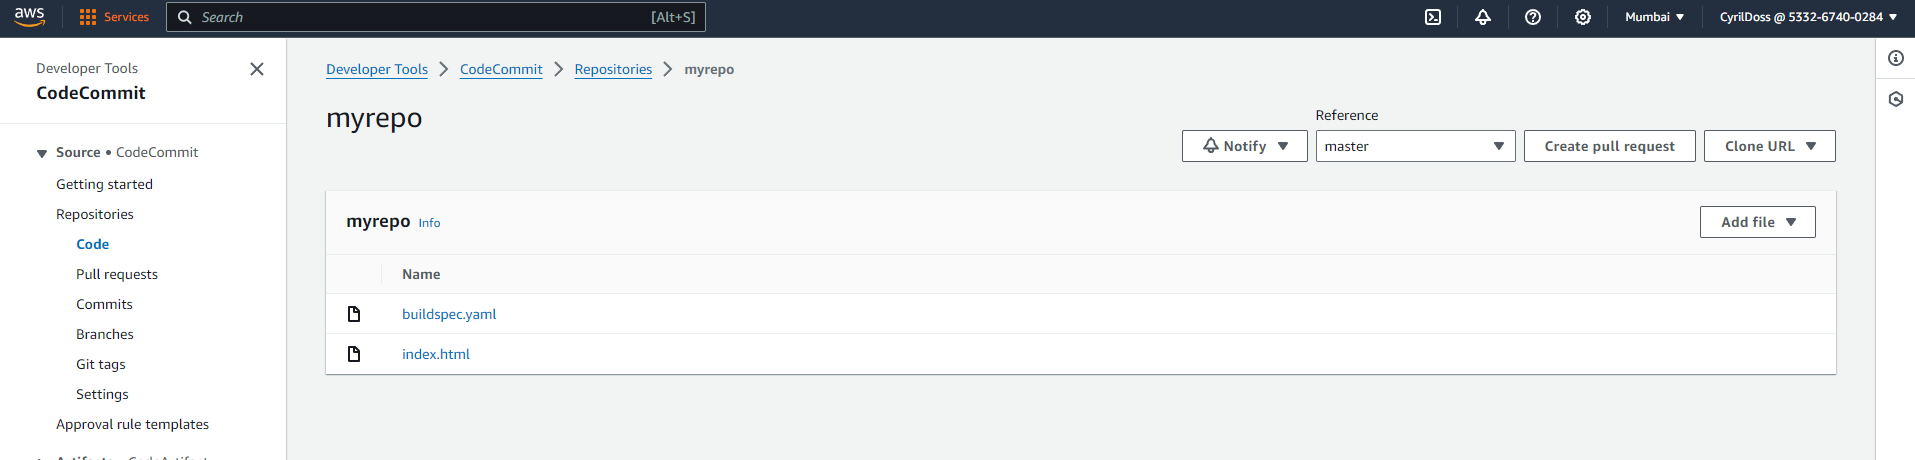 aws
Services
Search
[Alt+S]
Mumbai
CyrilDoss @ 5332-6740-0284
Developer Tools
CodeCommit
Source • CodeCommit
Getting started
Repositories
Code
Pull requests
Commits
Branches
Git tags
Settings
Approval rule templates
Developer Tools
CodeCommit
Repositories
myrepo
myrepo
Reference
Notify
master
Create pull request
Clone URL
myrepo Info
Add file
Name
buildspec.yaml
index.html